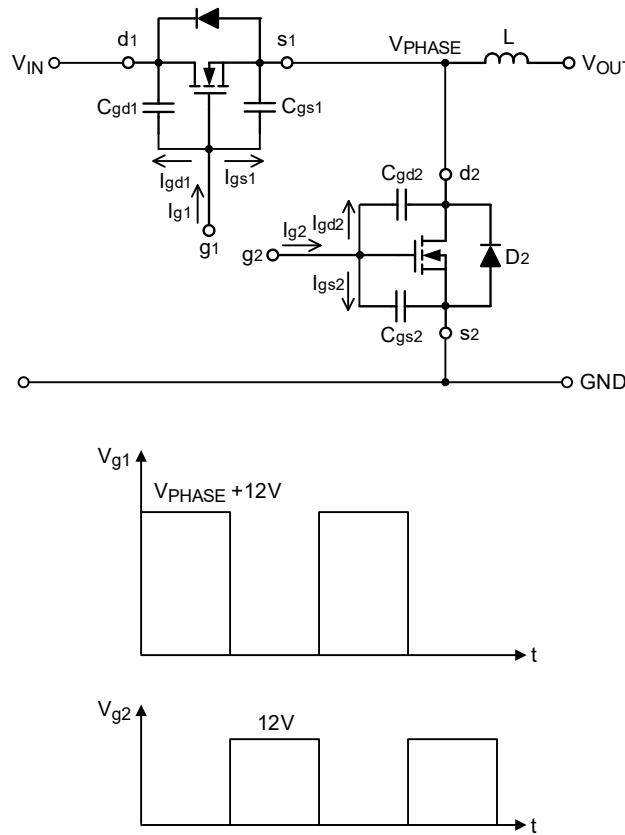 d1
s1
VPHASE
L
VIN
VOUT
Cgd1
Cgs1
Igd1
Igs1
Ig1
g1
Cgd2
d2
Ig2
Igd2
g2
D2
Igs2
Cgs2
s2
GND
Vg1
VPHASE +12V
t
Vg2
12V
t